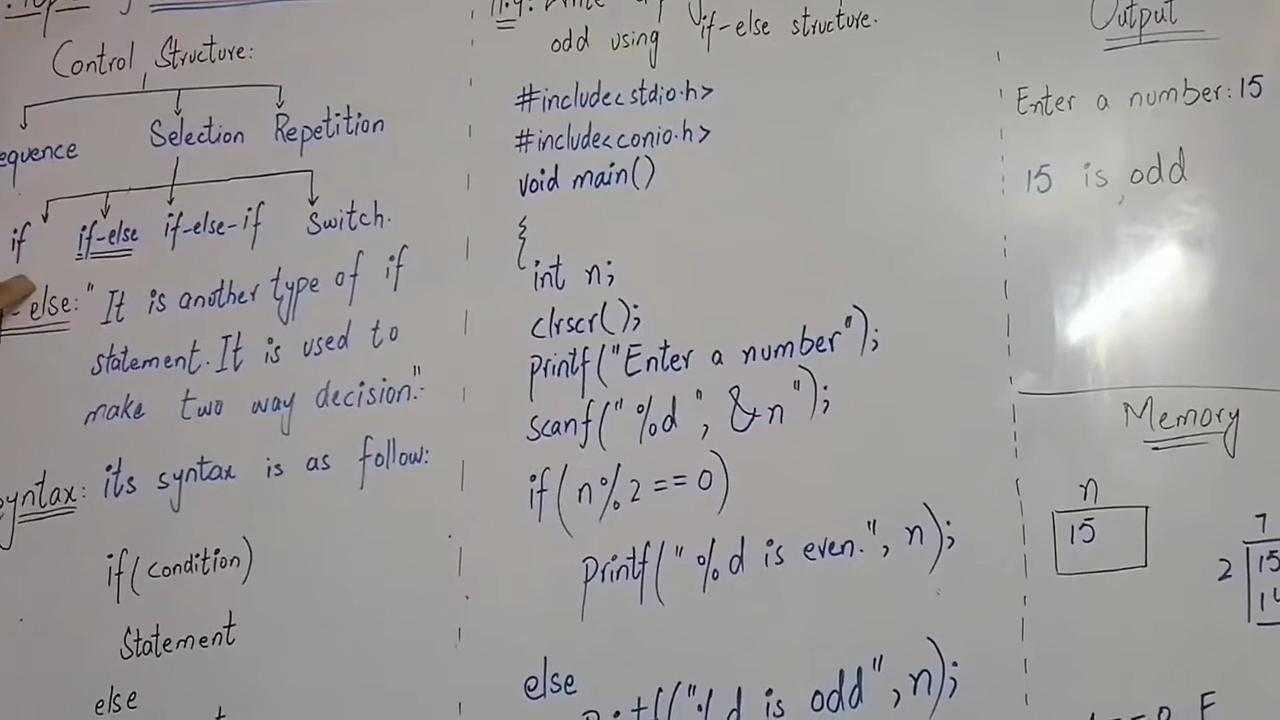 Control Structure:
Selection Repetition
if if-else if-else-if Switch.
else:" It is another type of if
statement. It is used to
make two way decision."
its syntax is as follow:
if(condition)
Statement
else
odd using if-else structure.
#include<stdio.h>
#include<conio.h>
void main()
{
int n;
clrscr();
printf("Enter a number");
scanf("%d", &n");
if(n%2==0)
printf("%d is even.", n);
else
"%d is odd", n);
Output
Enter a number:15
15 is odd
Memory
n
15
7
2 15